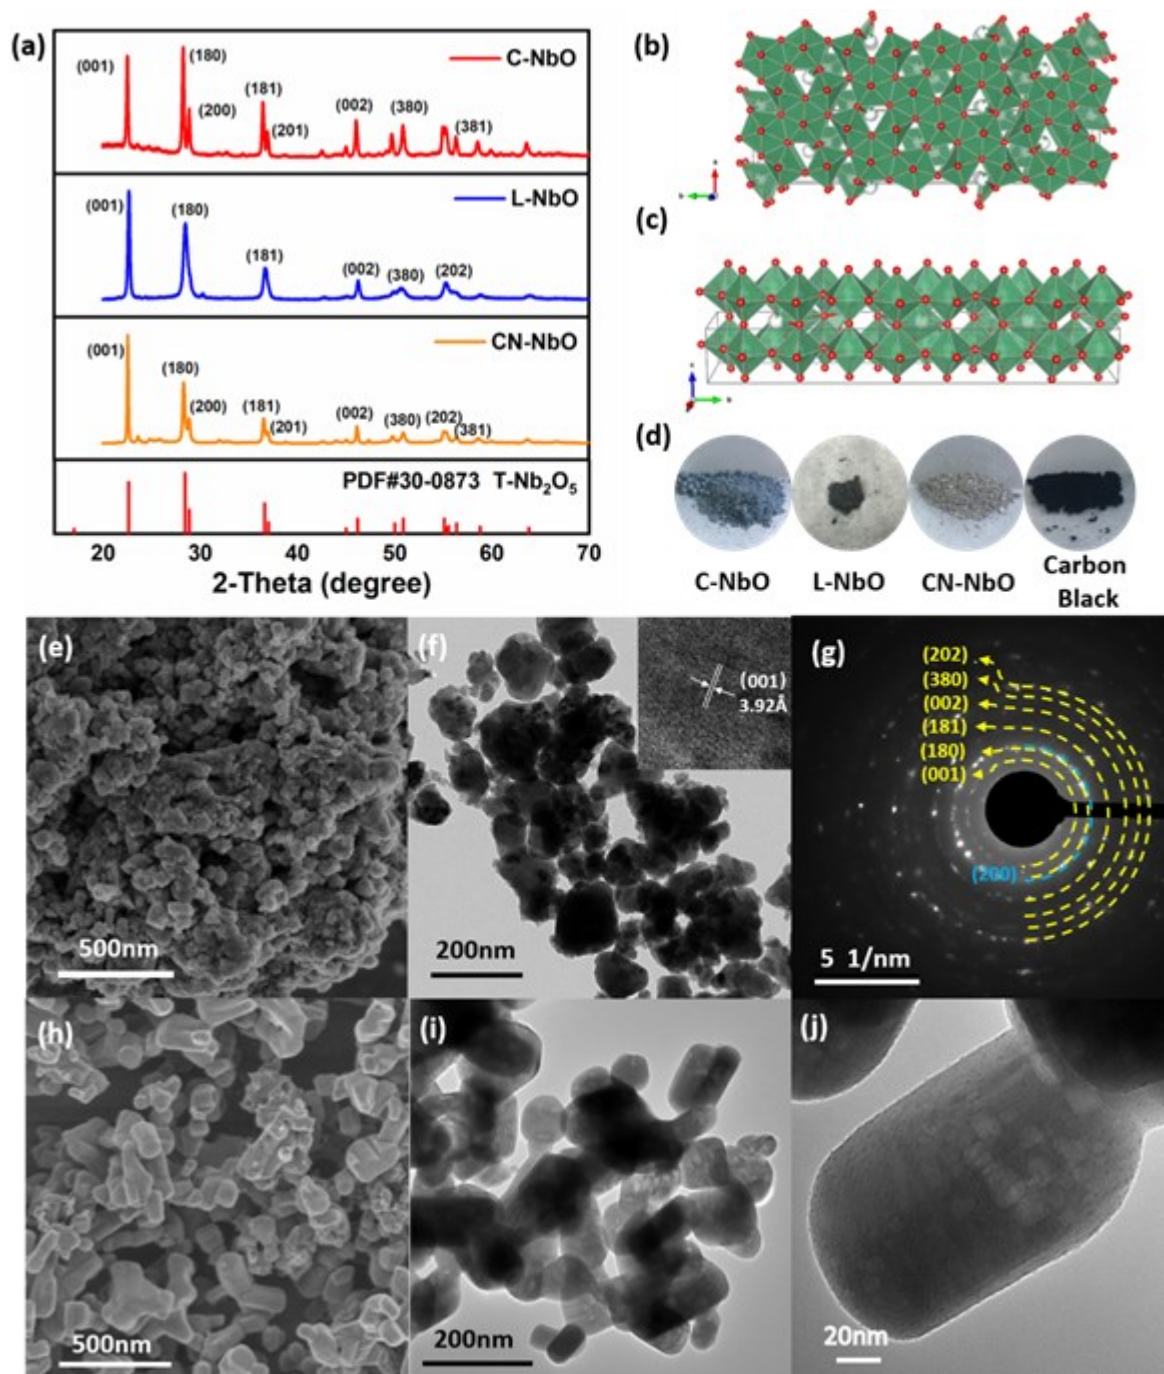 (a)
(001)
(180)
(200)
(181)
(201)
(002)
(380)
(381)
C-NbO
(001)
(180)
(181)
(002)
(380)
(202)
L-NbO
(001)
(180)
(200)
(181)
(201)
(002)
(380)
(202)
(381)
CN-NbO
PDF#30-0873 T-Nb₂O₅
20 30 40 50 60 70
2-Theta (degree)
(b)
a
b
(c)
c
b
(d)
C-NbO
L-NbO
CN-NbO
Carbon
Black
(e)
500nm
(f)
(001)
3.92Å
200nm
(g)
(202)
(380)
(002)
(181)
(180)
(001)
(200)
5 1/nm
(h)
500nm
(i)
200nm
(j)
20nm